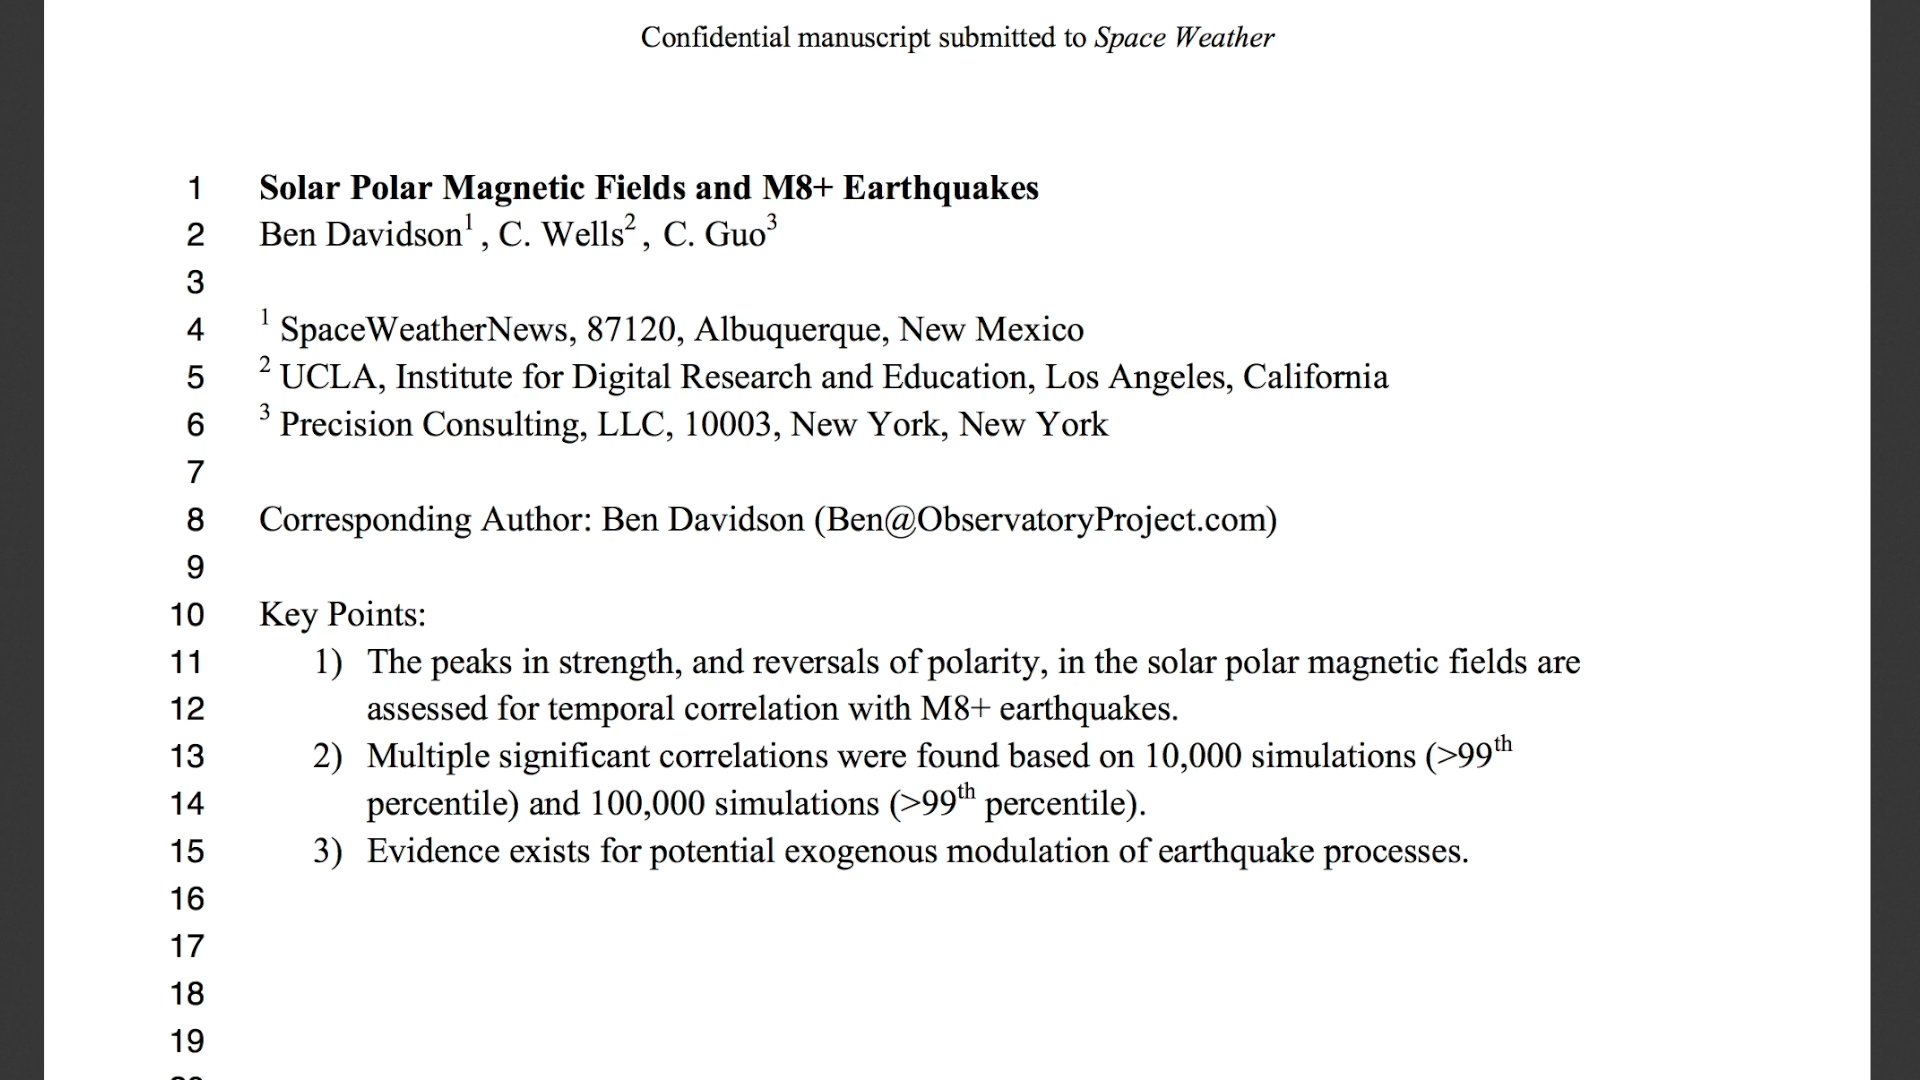 Confidential manuscript submitted to Space Weather
1 Solar Polar Magnetic Fields and M8+ Earthquakes
2 Ben Davidson1 , C. Wells2 , C. Guo3
3
4 1 SpaceWeatherNews, 87120, Albuquerque, New Mexico
5 2 UCLA, Institute for Digital Research and Education, Los Angeles, California
6 3 Precision Consulting, LLC, 10003, New York, New York
7
8 Corresponding Author: Ben Davidson (Ben@ObservatoryProject.com)
9
10 Key Points:
11 1) The peaks in strength, and reversals of polarity, in the solar polar magnetic fields are
12 assessed for temporal correlation with M8+ earthquakes.
13 2) Multiple significant correlations were found based on 10,000 simulations (>99th
14 percentile) and 100,000 simulations (>99th percentile).
15 3) Evidence exists for potential exogenous modulation of earthquake processes.
16
17
18
19